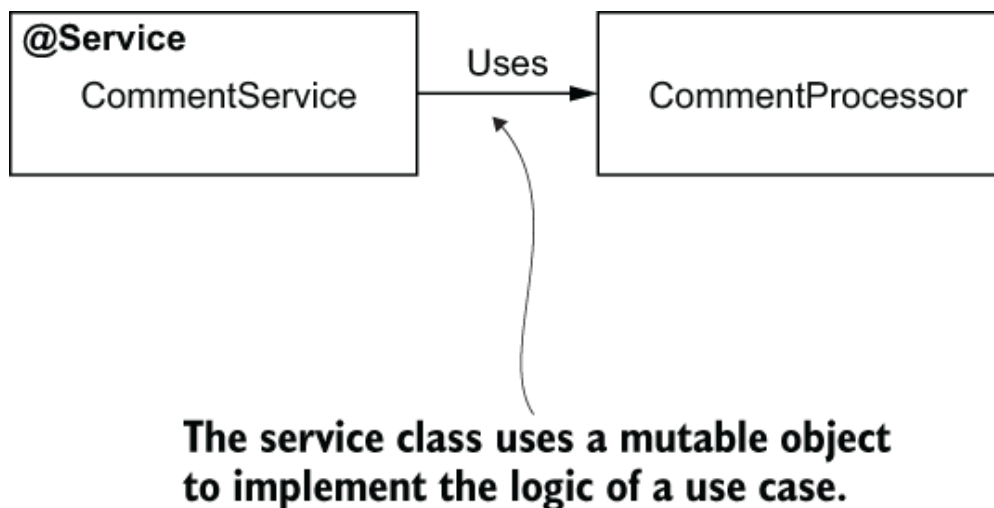 @Service
CommentService
Uses
CommentProcessor
The service class uses a mutable object
to implement the logic of a use case.